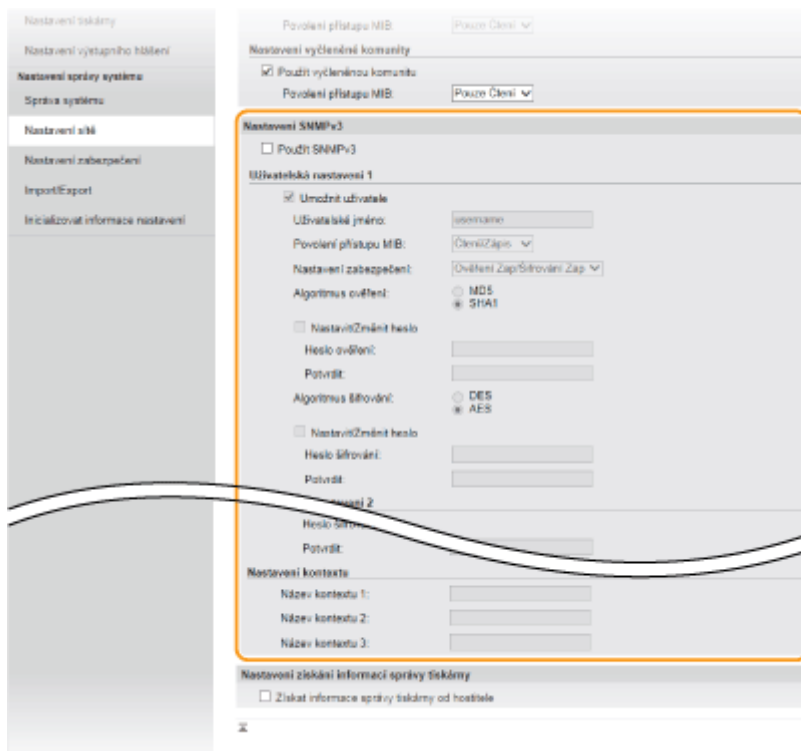 Nastavení tiskárny
Nastavení výstupního hlášení
Nastavení správy systému
Správa systému
Nastavení sítě
Nastavení zabezpečení
Import/Export
Inicializovat informace nastavení
Povolení přístupu MIB: Pouze Čtení
Nastavení vyčleněné komunity
Použít vyčleněnou komunitu
Povolení přístupu MIB: Pouze Čtení
Nastavení SNMPv3
Použít SNMPv3
Uživatelská nastavení 1
Umožnit uživatele
Uživatelské jméno: username
Povolení přístupu MIB: Čtení/Zápis
Nastavení zabezpečení: Ověření Zap/Šifrování Zap
Algoritmus ověření: MD5
SHA1
Nastavit/Změnit heslo
Heslo ověření:
Potvrdit:
Algoritmus šifrování: DES
AES
Nastavit/Změnit heslo
Heslo šifrování:
Potvrdit:
2
Heslo
Potvrdit:
Nastavení kontextu
Název kontextu 1:
Název kontextu 2:
Název kontextu 3:
Nastavení získání informací správy tiskárny
Získat informace správy tiskárny od hostitele